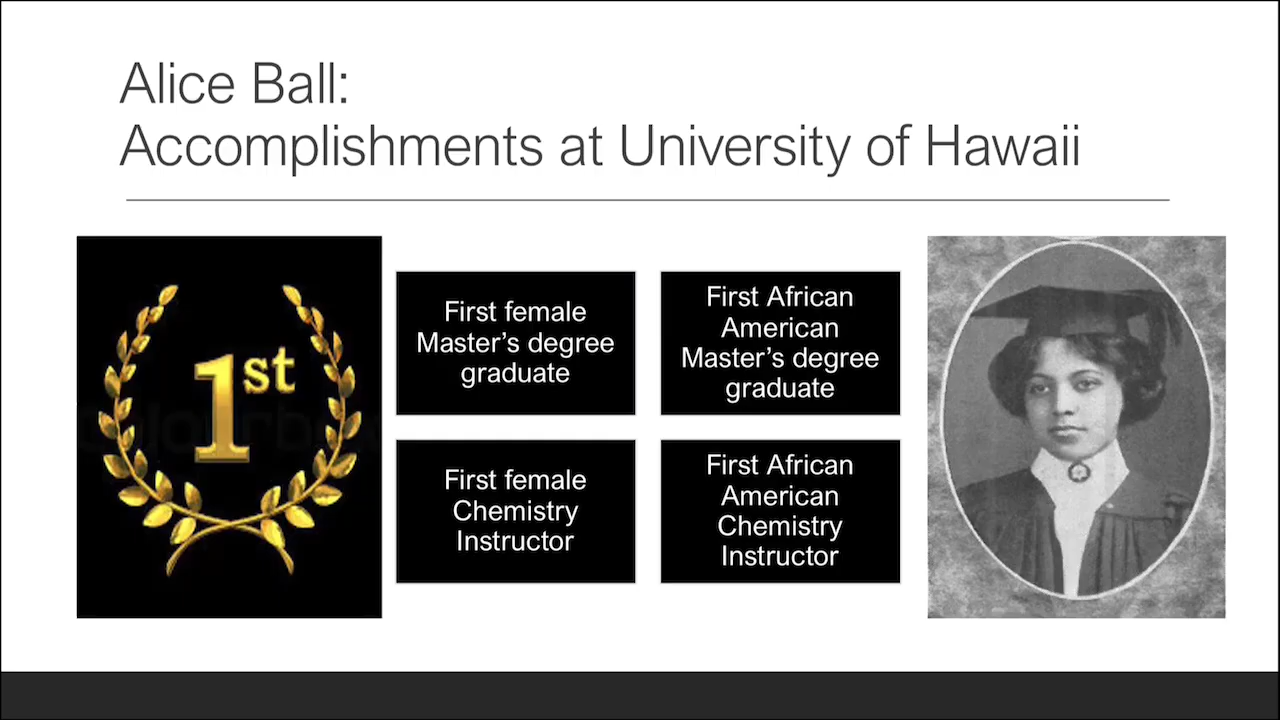 Alice Ball:
Accomplishments at University of Hawaii
1st
First female
Master’s degree
graduate
First African
American
Master’s degree
graduate
First female
Chemistry
Instructor
First African
American
Chemistry
Instructor